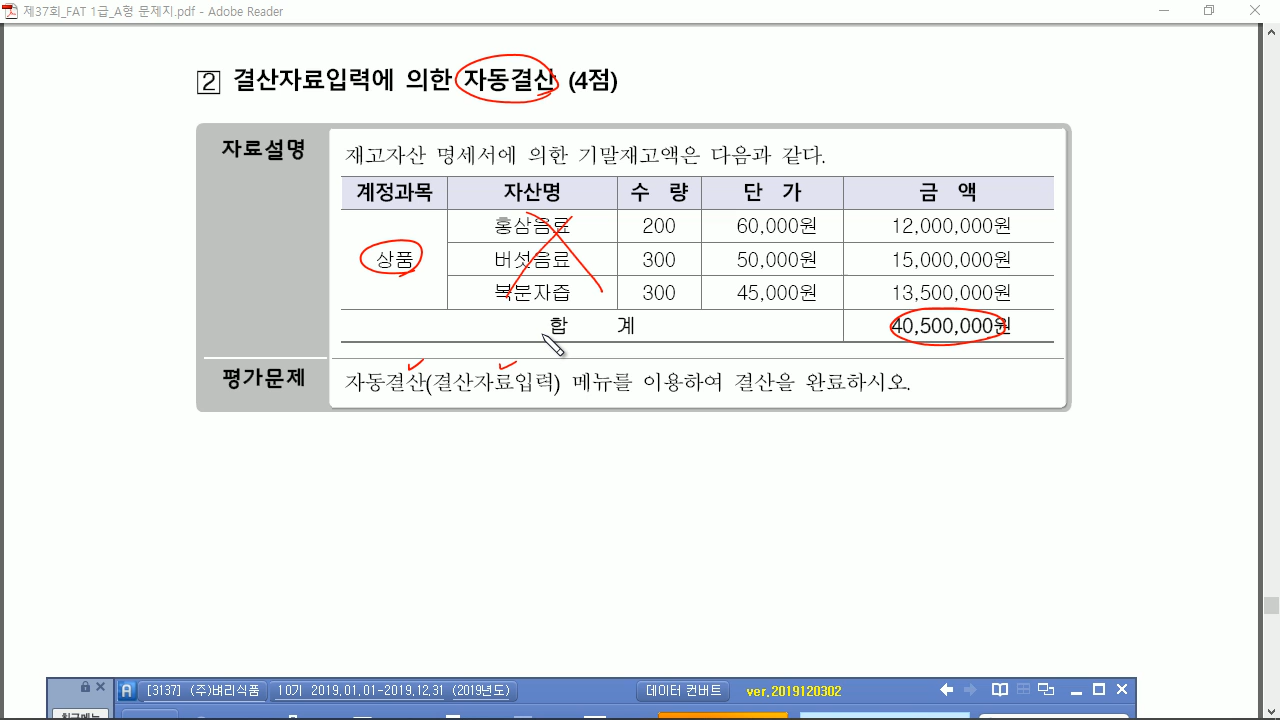 제37회_FAT 1급_A형 문제지.pdf - Adobe Reader
2 결산자료입력에 의한 자동결산 (4점)
자료설명
재고자산 명세서에 의한 기말재고액은 다음과 같다.
계정과목 자산명 수 량 단 가 금 액
홍삼음료 200 60,000원 12,000,000원
상품 버섯음료 300 50,000원 15,000,000원
복분자즙 300 45,000원 13,500,000원
합 계 40,500,000원
평가문제
자동결산(결산자료입력) 메뉴를 이용하여 결산을 완료하시오.
A [3137] (주)벼리식품 10기 2019.01.01-2019.12.31 (2019년도) 데이터 컨버트 ver.2019120302
최근메뉴